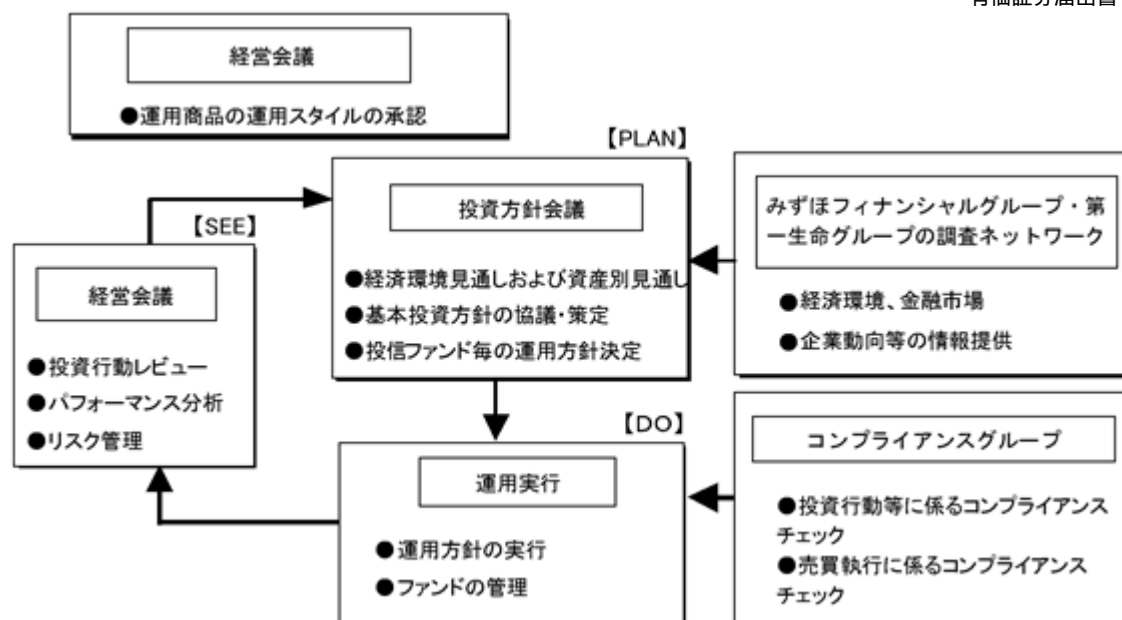 有価証券届出書
経営会議
●運用商品の運用スタイルの承認
【PLAN】
投資方針会議
●経済環境見通しおよび資産別見通し
●基本投資方針の協議・策定
●投信ファンド毎の運用方針決定
みずほフィナンシャルグループ・第
一生命グループの調査ネットワーク
●経済環境、金融市場
●企業動向等の情報提供
【SEE】
経営会議
●投資行動レビュー
●パフォーマンス分析
●リスク管理
【DO】
運用実行
●運用方針の実行
●ファンドの管理
コンプライアンスグループ
●投資行動等に係るコンプライアンス
チェック
●売買執行に係るコンプライアンス
チェック